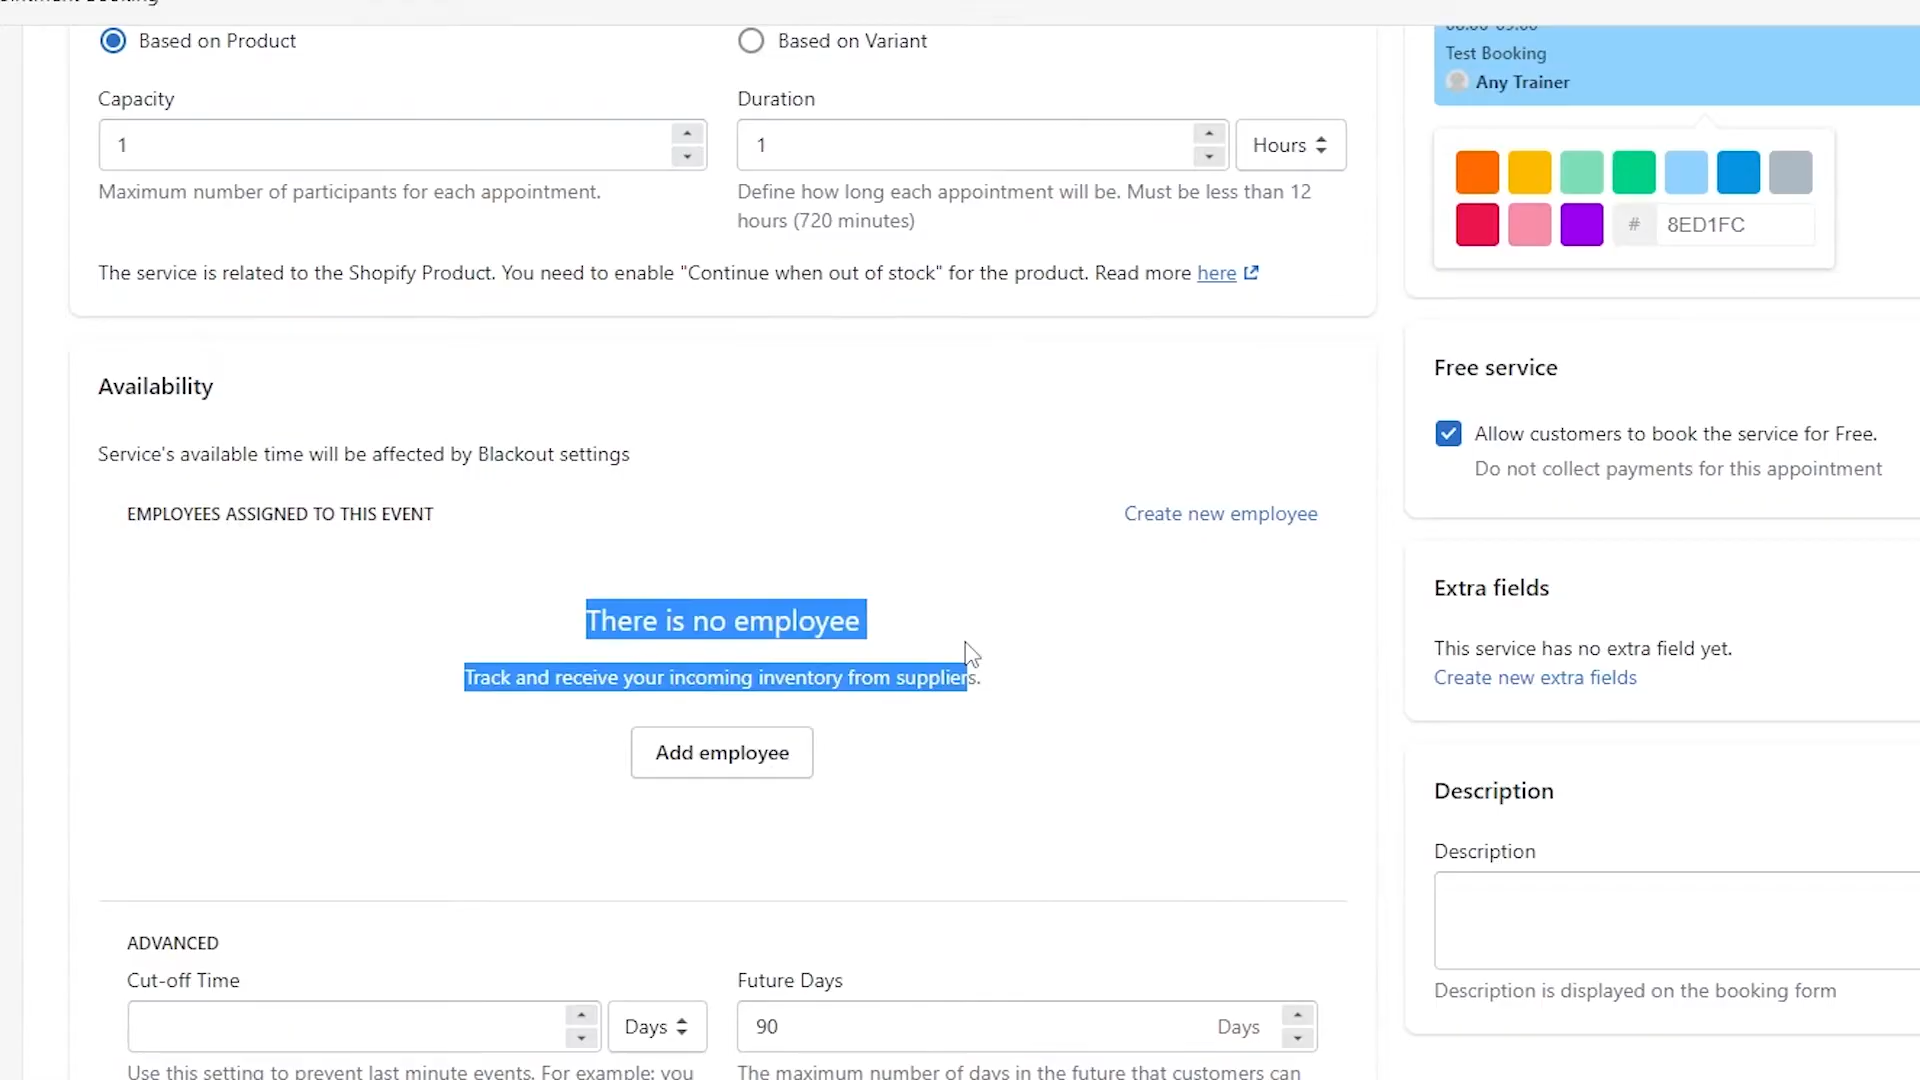 Based on Product
Based on Variant
Capacity
Duration
1
1
Hours
Maximum number of participants for each appointment.
Define how long each appointment will be. Must be less than 12
hours (720 minutes)
The service is related to the Shopify Product. You need to enable "Continue when out of stock" for the product. Read more here
Availability
Service's available time will be affected by Blackout settings
EMPLOYEES ASSIGNED TO THIS EVENT
Create new employee
There is no employee
Track and receive your incoming inventory from suppliers.
Add employee
ADVANCED
Cut-off Time
Future Days
Days
90
Days
Use this setting to prevent last minute events. For example: you
The maximum number of days in the future that customers can
Test Booking
Any Trainer
# 8ED1FC
Free service
Allow customers to book the service for Free.
Do not collect payments for this appointment
Extra fields
This service has no extra field yet.
Create new extra fields
Description
Description
Description is displayed on the booking form